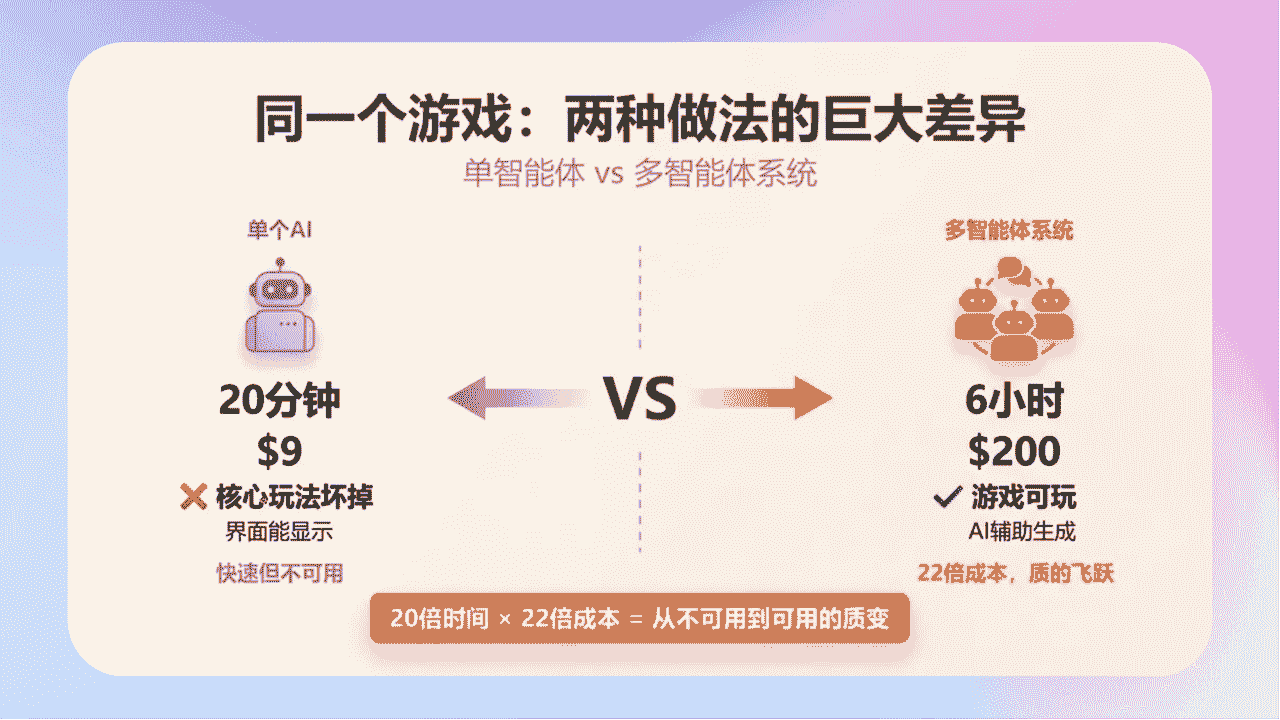 同一个游戏：两种做法的巨大差异
单智能体 vs 多智能体系统
单个AI
20分钟
$9
核心玩法坏掉
界面能显示
快速但不可用
VS
多智能体系统
6小时
$200
游戏可玩
AI辅助生成
22倍成本，质的飞跃
20倍时间 × 22倍成本 = 从不可用到可用的质变